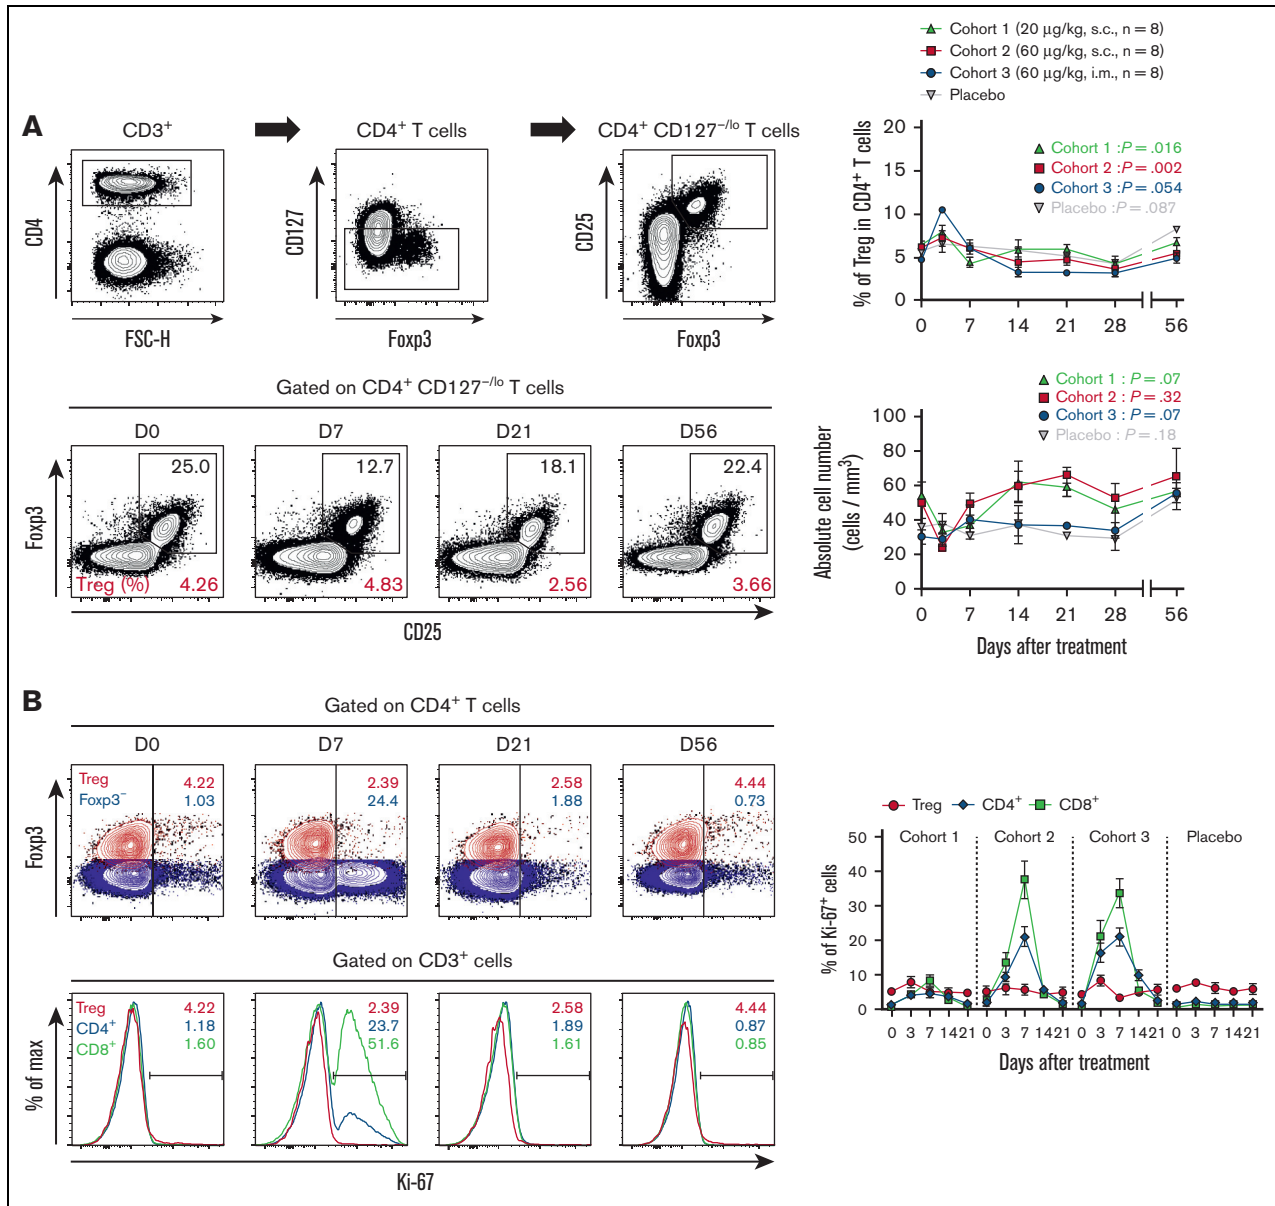 Cohort 1 (20 µg/kg, s.c., n = 8)
Cohort 2 (60 µg/kg, s.c., n = 8)
Cohort 3 (60 µg/kg, i.m., n = 8)
Placebo
A
CD3+
CD4+ T cells
CD4+ CD127−/lo T cells
CD4
FSC-H
CD127
Foxp3
CD25
Foxp3
% of Treg in CD4+ T cells
20
15
10
5
0
Cohort 1 : P = .016
Cohort 2 : P = .002
Cohort 3 : P = .054
Placebo : P = .087
0 7 14 21 28 56
Gated on CD4+ CD127−/lo T cells
D0 D7 D21 D56
25.0 12.7 18.1 22.4
Foxp3
Treg (%) 4.26 4.83 2.56 3.66
CD25
Cohort 1 : P = .07
Cohort 2 : P = .32
Cohort 3 : P = .07
Placebo : P = .18
Absolute cell number
(cells / mm3)
100
80
60
40
20
0
0 7 14 21 28 56
Days after treatment
B
Gated on CD4+ T cells
D0 D7 D21 D56
Treg 4.22 2.39 2.58 4.44
Foxp3− 1.03 24.4 1.88 0.73
Foxp3
Gated on CD3+ cells
Treg 4.22 2.39 2.58 4.44
CD4+ 1.18 23.7 1.89 0.87
CD8+ 1.60 51.6 1.61 0.85
% of max
Ki-67
Treg CD4+ CD8+
Cohort 1 Cohort 2 Cohort 3 Placebo
% of Ki-67+ cells
50
40
30
20
10
0
0 3 7 14 21 0 3 7 14 21 0 3 7 14 21 0 3 7 14 21
Days after treatment